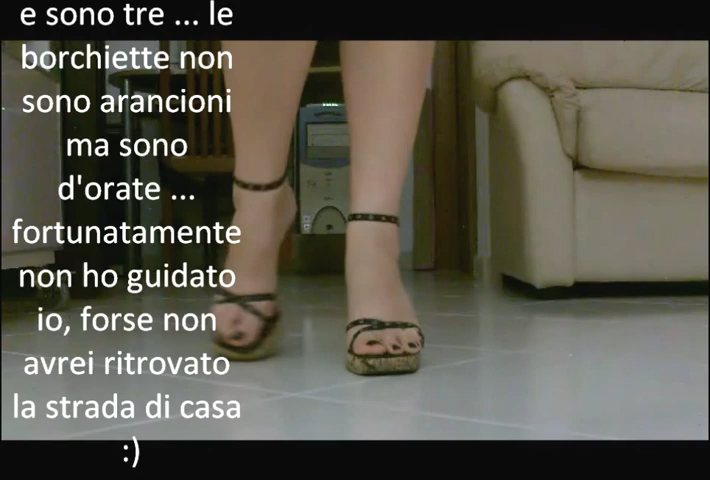 e sono tre ... le
borchiette non
sono arancioni
ma sono
d'orate ...
fortunatamente
non ho guidato
io, forse non
avrei ritrovato
la strada di casa
:)